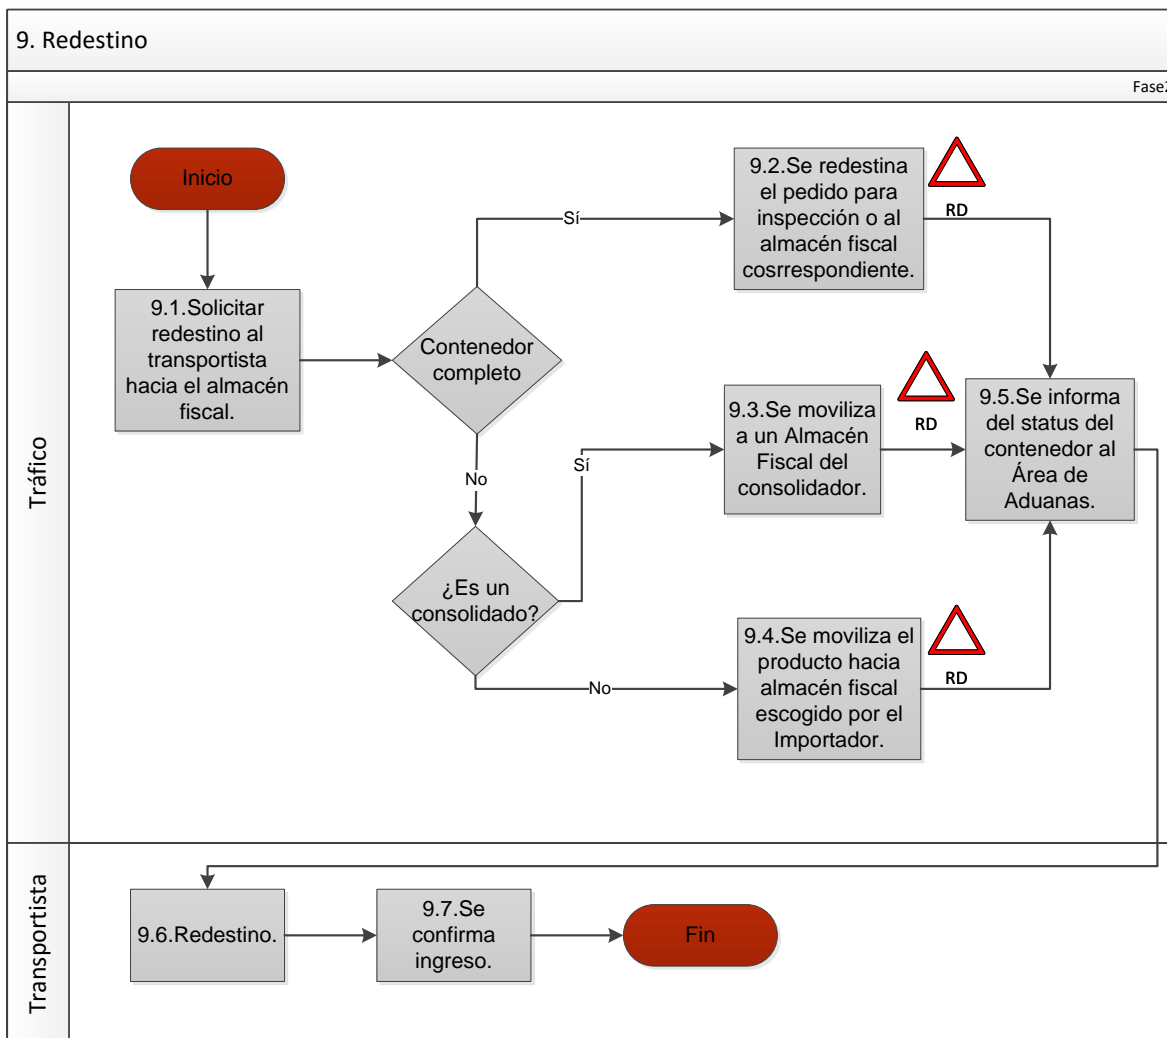 9. Redestino
Fase2
Tráfico
Inicio
9.1.Solicitar
redestino al
transportista
hacia el almacén
fiscal.
Contenedor
completo
Sí
9.2.Se redestina
el pedido para
inspección o al
almacén fiscal
cosrrespondiente.
RD
No
¿Es un
consolidado?
Sí
9.3.Se moviliza
a un Almacén
Fiscal del
consolidador.
RD
No
9.4.Se moviliza el
producto hacia
almacén fiscal
escogido por el
Importador.
RD
9.5.Se informa
del status del
contenedor al
Área de
Aduanas.
Transportista
9.6.Redestino.
9.7.Se
confirma
ingreso.
Fin